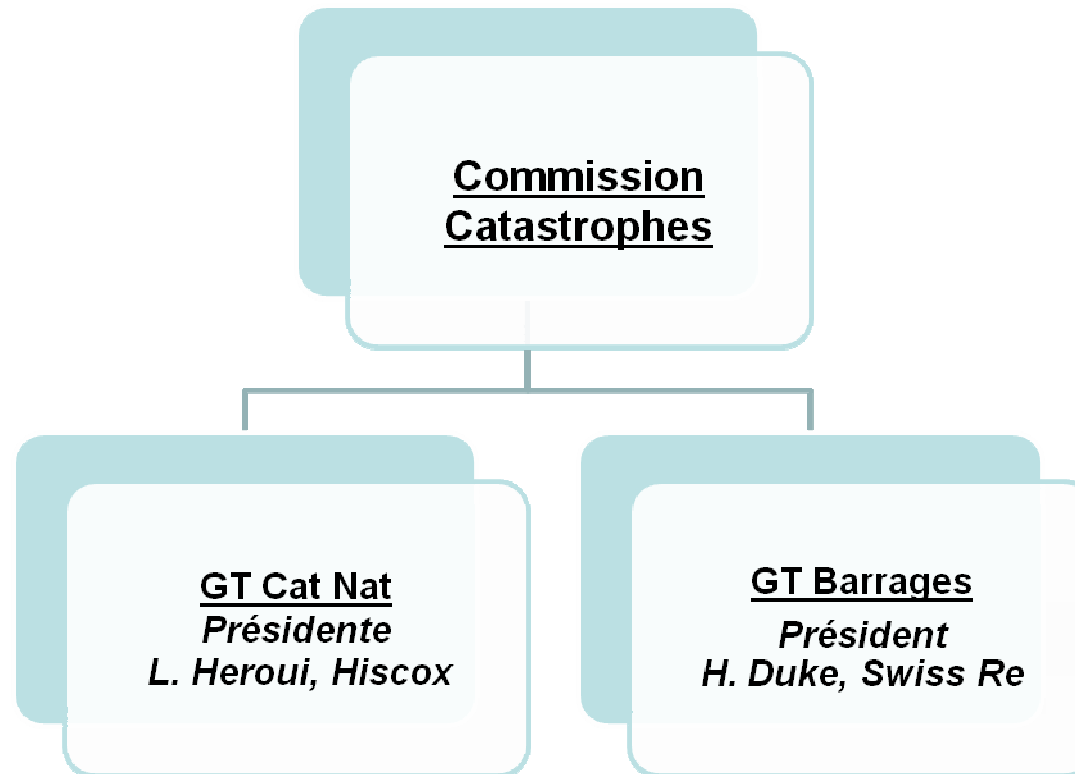 Commission
Catastrophes
GT Cat Nat
Présidente
L. Heroui, Hiscox
GT Barrages
Président
H. Duke, Swiss Re